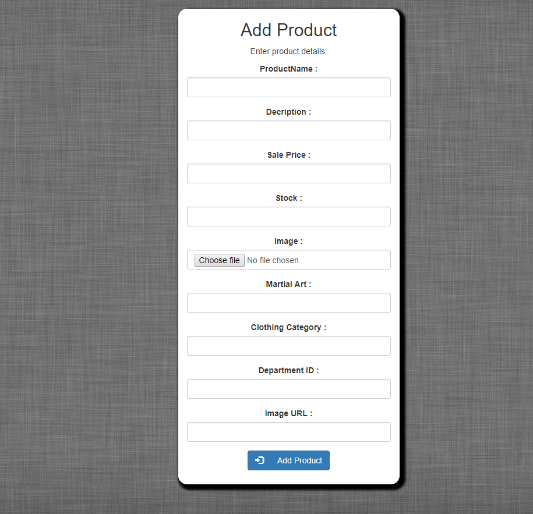 Add Product
Enter product details:
ProductName :
Decription :
Sale Price :
Stock :
Image :
Choose file No file chosen
Martial Art :
Clothing Category :
Department ID :
Image URL :
Add Product